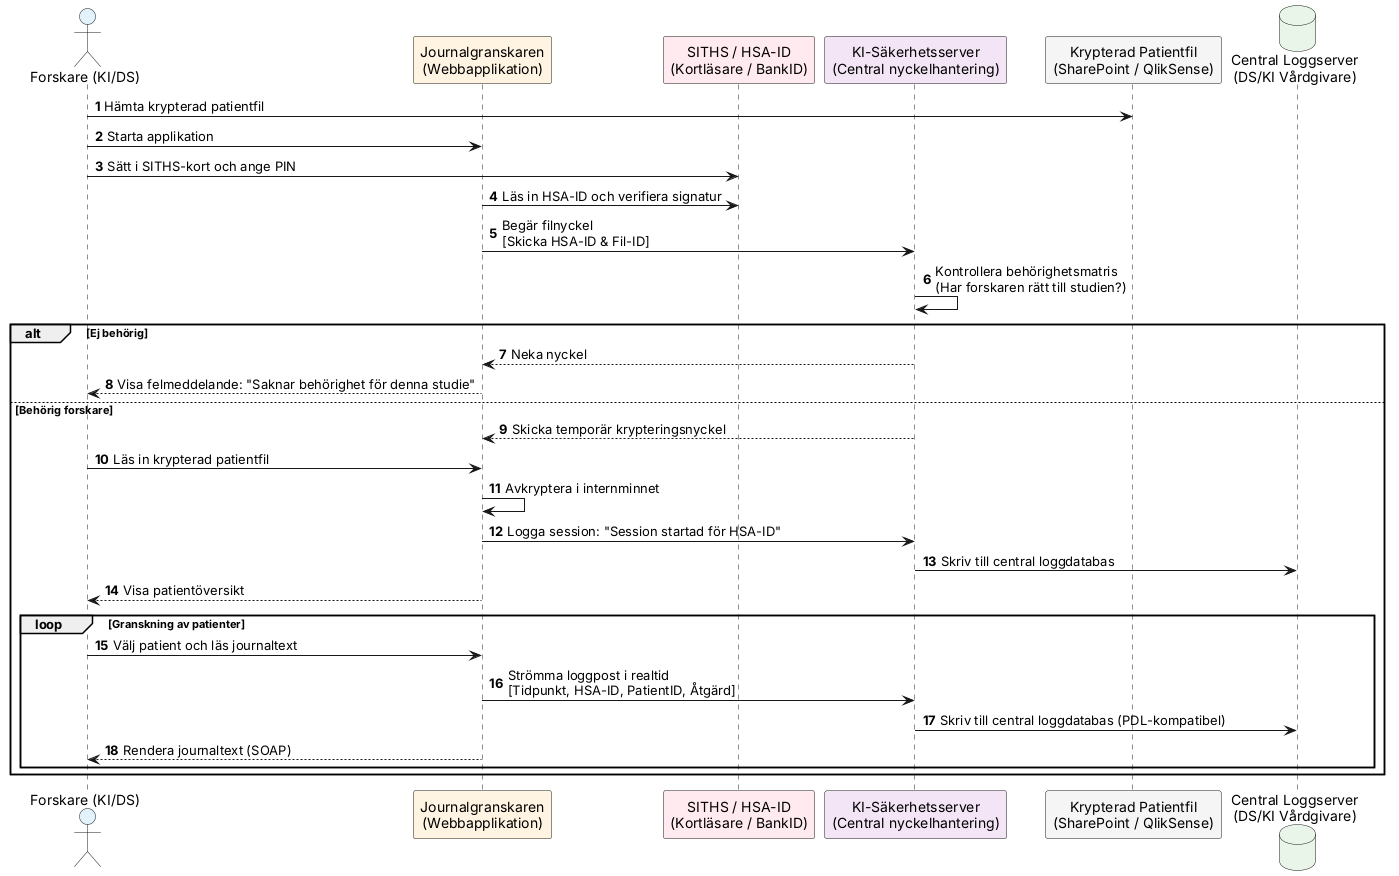 Forskare (KI/DS)
Journalgranskaren
(Webbapplikation)
SITHS / HSA-ID
(Kortläsare / BankID)
KI-Säkerhetsserver
(Central nyckelhantering)
Krypterad Patientfil
(SharePoint / QlikSense)
Central Loggserver
(DS/KI Vårdgivare)
1 Hämta krypterad patientfil
2 Starta applikation
3 Sätt i SITHS-kort och ange PIN
4 Läs in HSA-ID och verifiera signatur
5 Begär filnyckel
[Skicka HSA-ID & Fil-ID]
6 Kontrollera behörighetsmatris
(Har forskaren rätt till studien?)
alt [Ej behörig]
7 Neka nyckel
8 Visa felmeddelande: "Saknar behörighet för denna studie"
[Behörig forskare]
9 Skicka temporär krypteringsnyckel
10 Läs in krypterad patientfil
11 Avkryptera i internminnet
12 Logga session: "Session startad för HSA-ID"
13 Skriv till central loggdatabas
14 Visa patientöversikt
loop [Granskning av patienter]
15 Välj patient och läs journaltext
16 Strömma loggpost i realtid
[Tidpunkt, HSA-ID, PatientID, Åtgärd]
17 Skriv till central loggdatabas (PDL-kompatibel)
18 Rendera journaltext (SOAP)
Forskare (KI/DS)
Journalgranskaren
(Webbapplikation)
SITHS / HSA-ID
(Kortläsare / BankID)
KI-Säkerhetsserver
(Central nyckelhantering)
Krypterad Patientfil
(SharePoint / QlikSense)
Central Loggserver
(DS/KI Vårdgivare)